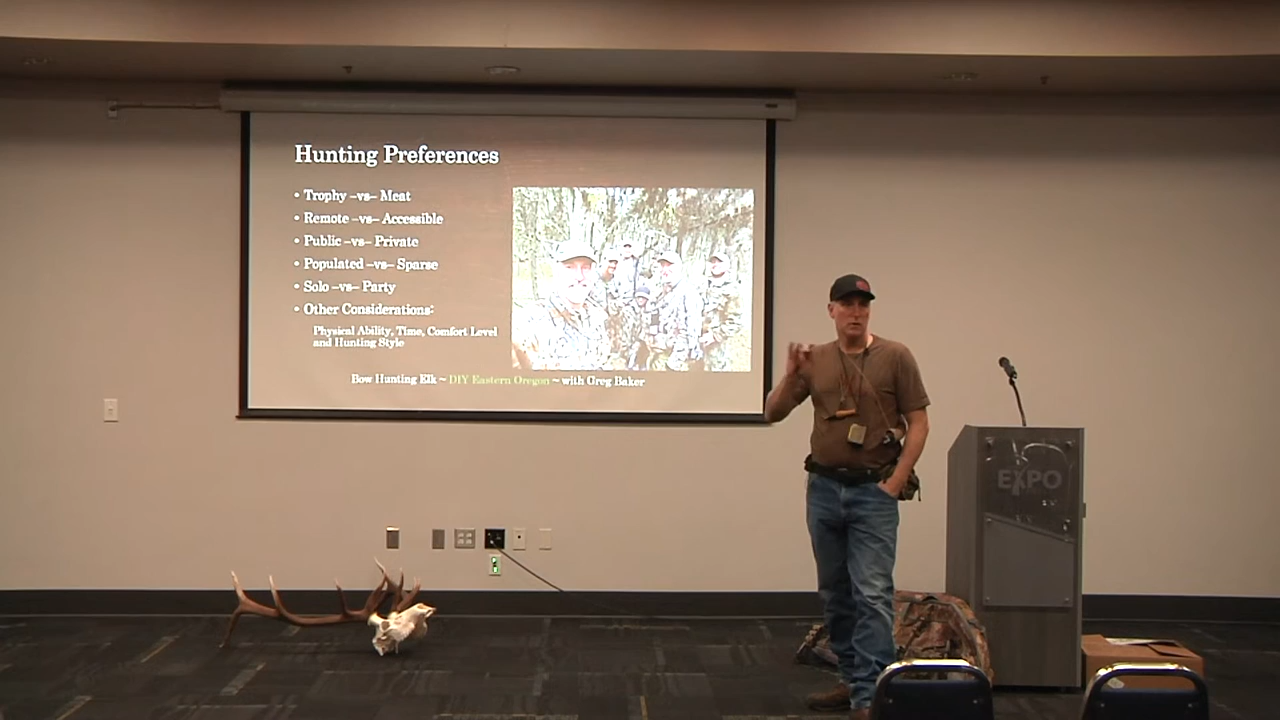 Hunting Preferences
• Trophy –vs– Meat
• Remote –vs– Accessible
• Public –vs– Private
• Populated –vs– Sparse
• Solo –vs– Party
• Other Considerations:
Physical Ability, Time, Comfort Level
and Hunting Style
Bow Hunting Elk ~ DIY Eastern Oregon ~ with Greg Baker
EXPO